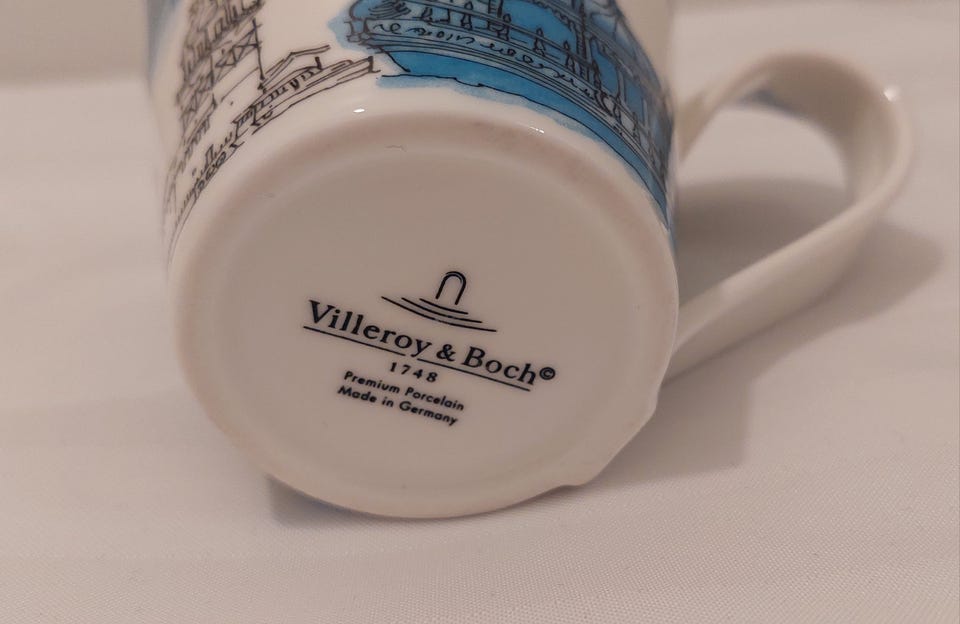 Villeroy & Boch©
1748
Premium Porcelain
Made in Germany